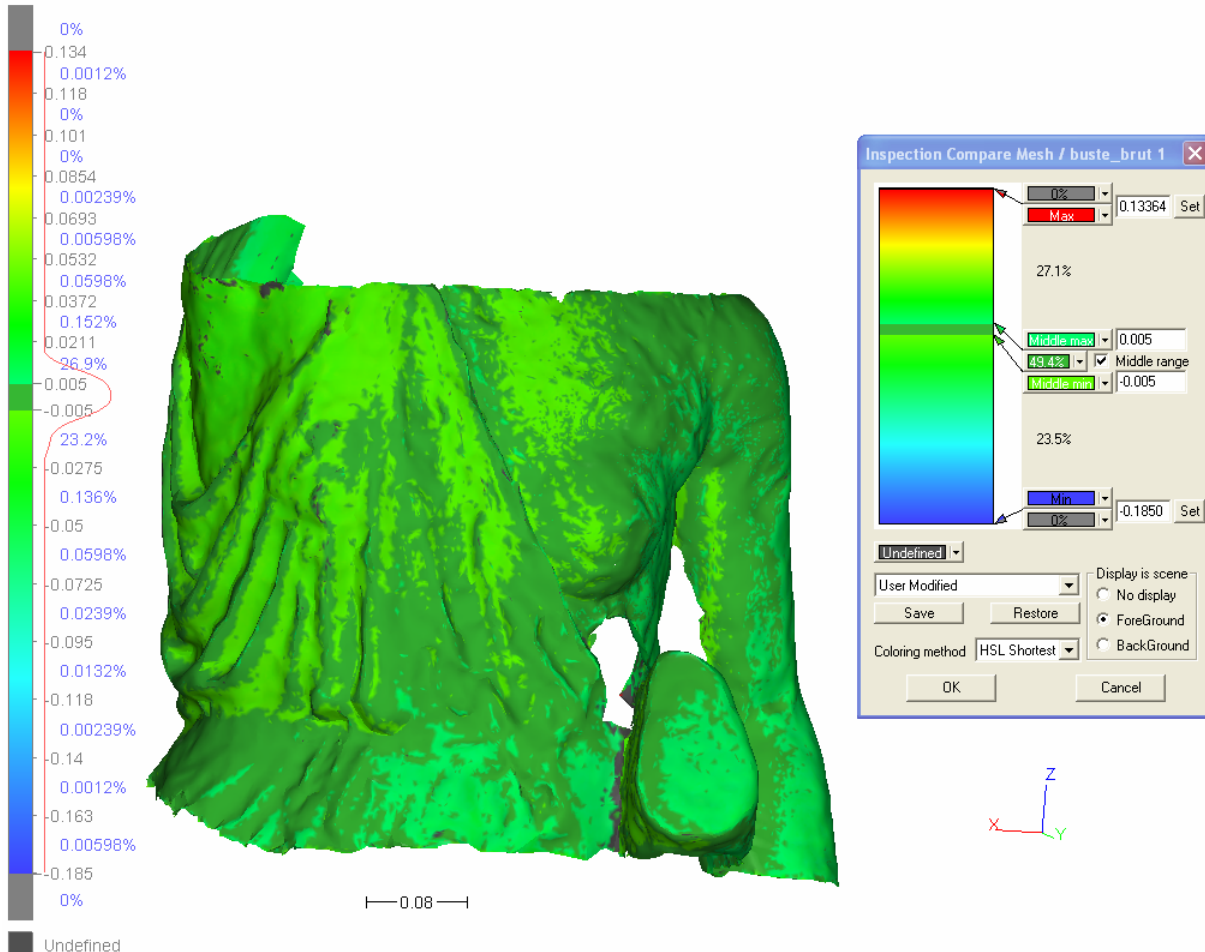 0%
0.134
0.0012%
0.118
0%
0.101
0%
0.0854
0.00239%
0.0693
0.00598%
0.0532
0.0598%
0.0372
0.152%
0.0211
26.9%
0.005
-0.005
23.2%
-0.0275
0.136%
-0.05
0.0598%
-0.0725
0.0239%
-0.095
0.0132%
-0.118
0.00239%
-0.14
0.0012%
-0.163
0.00598%
-0.185
0%
Undefined
0.08
Inspection Compare Mesh / buste_brut 1
0%
Max
0.13364
Set
27.1%
Middle max
0.005
49.4%
Middle range
Middle min
-0.005
23.5%
Min
0%
-0.1850
Set
Undefined
User Modified
Save
Restore
Coloring method
HSL Shortest
Display is scene
No display
ForeGround
BackGround
OK
Cancel
Z
X
Y